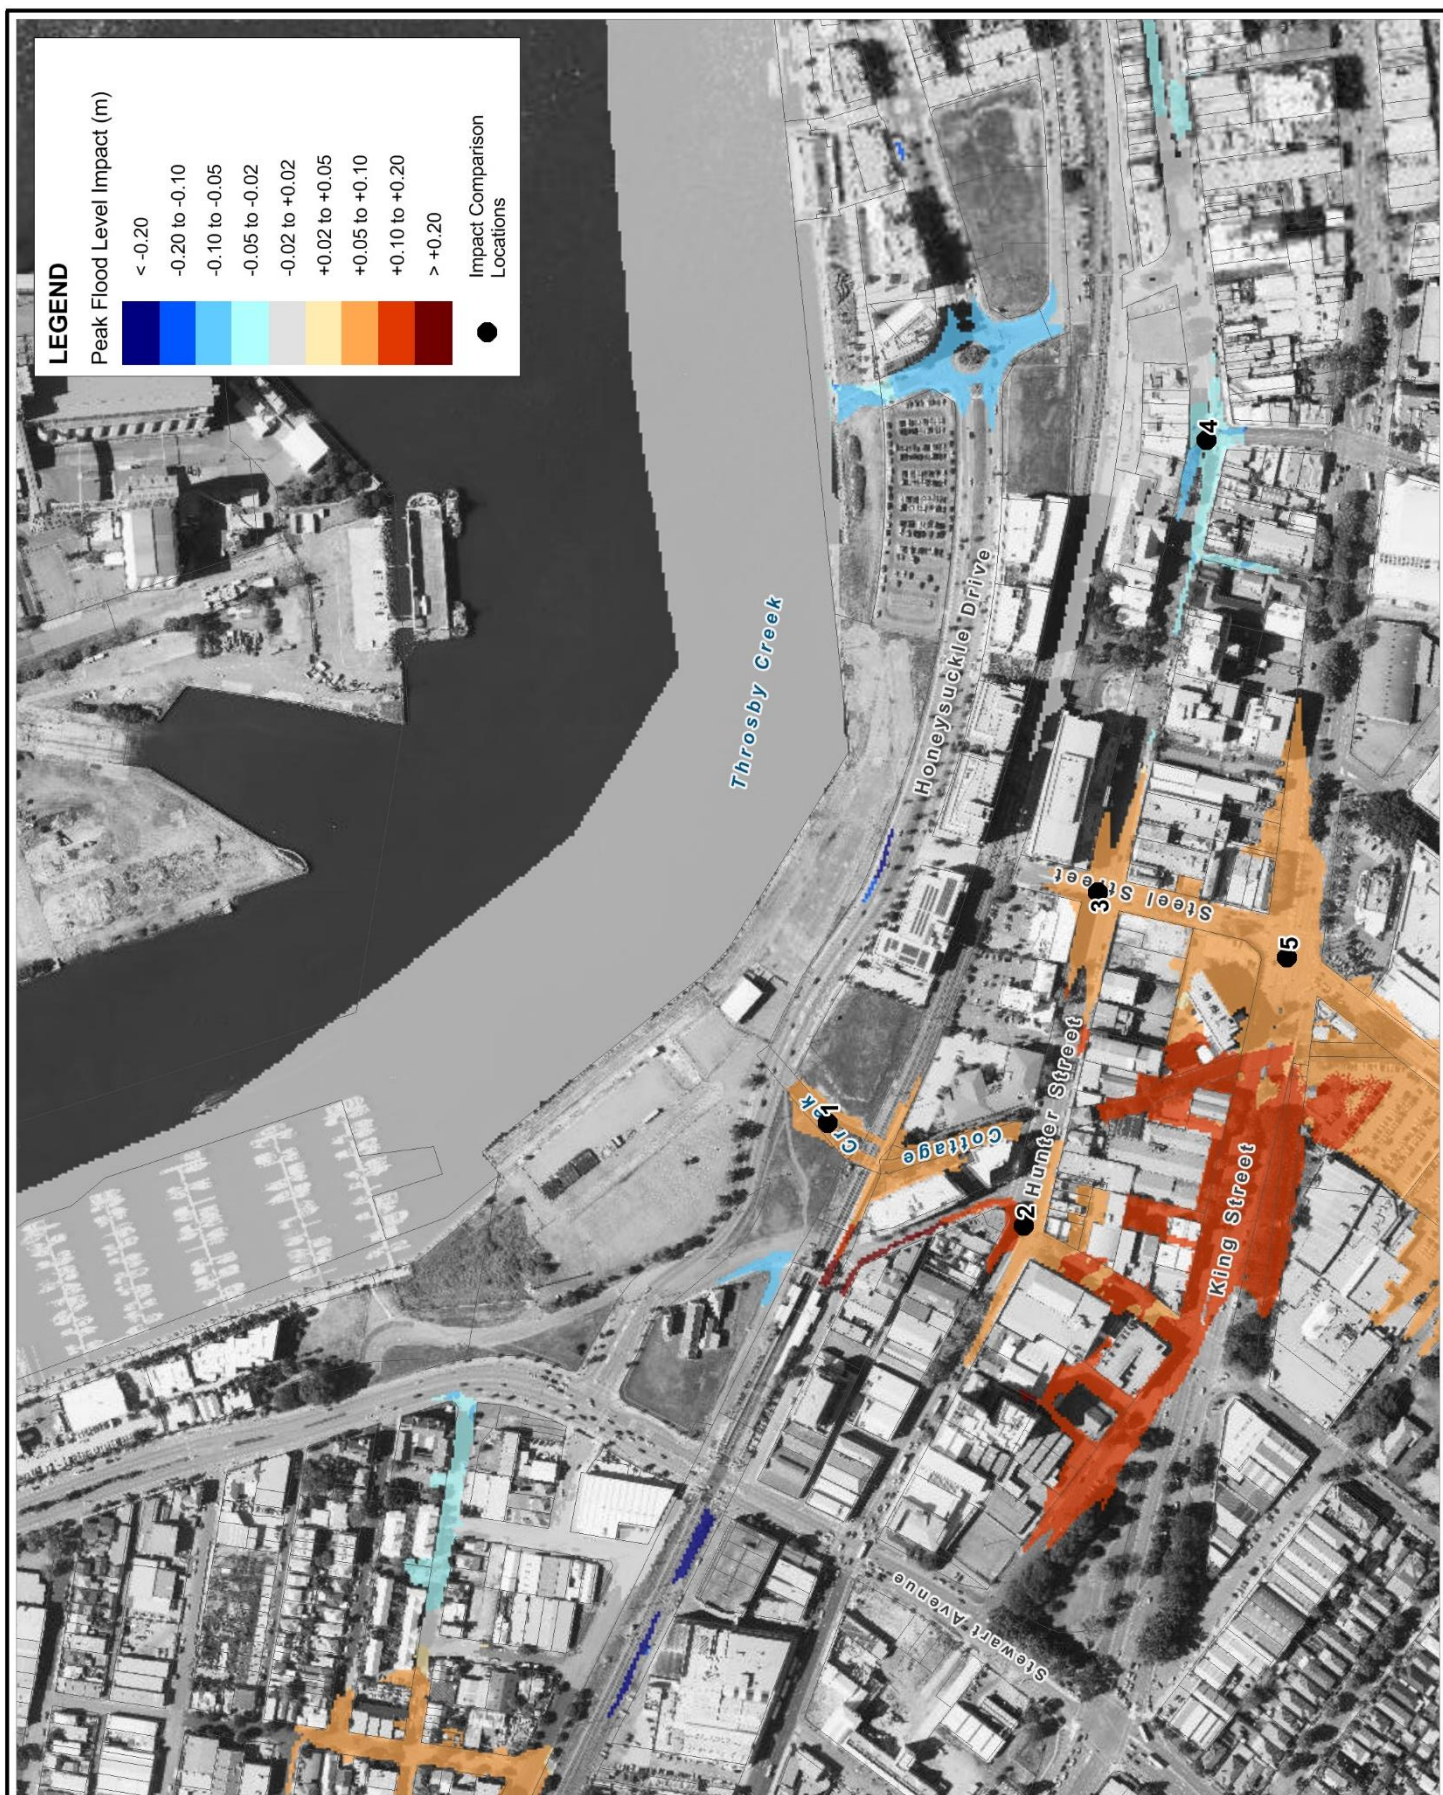 LEGEND
Peak Flood Level Impact (m)
< -0.20
-0.20 to -0.10
-0.10 to -0.05
-0.05 to -0.02
-0.02 to +0.02
+0.02 to +0.05
+0.05 to +0.10
+0.10 to +0.20
> +0.20
Impact Comparison
Locations
Throsby Creek
Honeysuckle Drive
Cottage
Creek
1
2
Hunter Street
3
Steel Street
4
5
King Street
Stewart Avenue